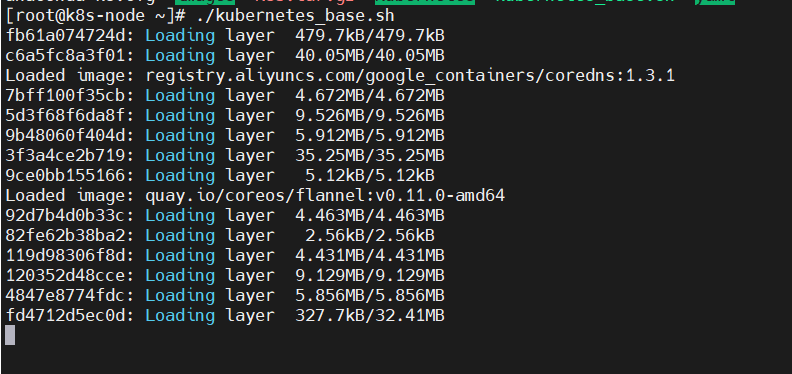 [root@k8s-node ~]# ./kubernetes_base.sh
fb61a074724d: Loading layer  479.7kB/479.7kB
c6a5fc8a3f01: Loading layer  40.05MB/40.05MB
Loaded image: registry.aliyuncs.com/google_containers/coredns:1.3.1
7bff100f35cb: Loading layer  4.672MB/4.672MB
5d3f68f6da8f: Loading layer  9.526MB/9.526MB
9b48060f404d: Loading layer  5.912MB/5.912MB
3f3a4ce2b719: Loading layer  35.25MB/35.25MB
9ce0bb155166: Loading layer   5.12kB/5.12kB
Loaded image: quay.io/coreos/flannel:v0.11.0-amd64
92d7b4d0b33c: Loading layer  4.463MB/4.463MB
82fe62b38ba2: Loading layer   2.56kB/2.56kB
119d98306f8d: Loading layer  4.431MB/4.431MB
120352d48cce: Loading layer  9.129MB/9.129MB
4847e8774fdc: Loading layer  5.856MB/5.856MB
fd4712d5ec0d: Loading layer  327.7kB/32.41MB